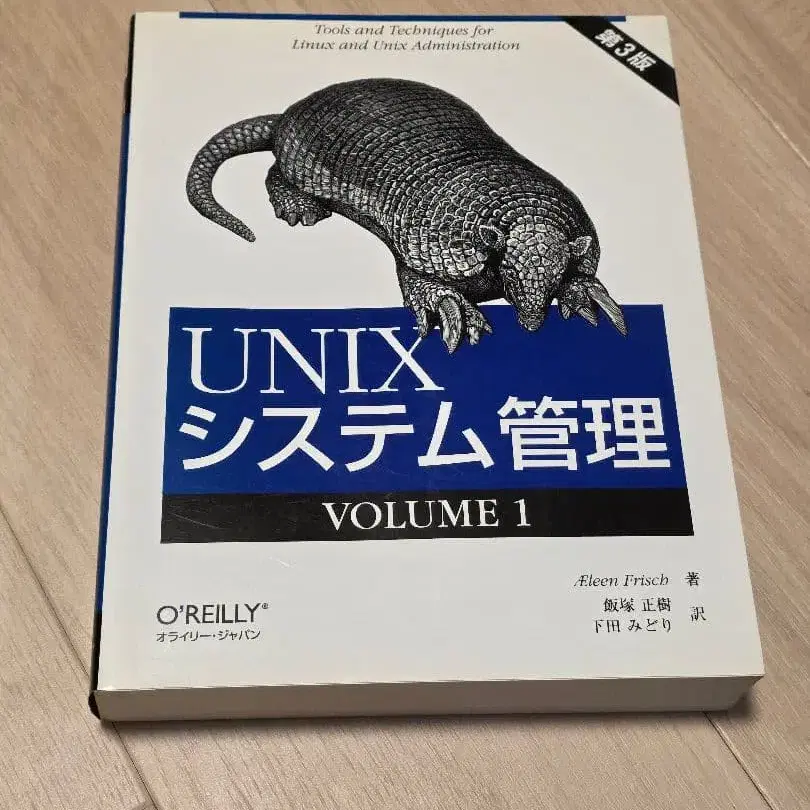 Tools and Techniques for
Linux and Unix Administration
第3版
UNIX
システム管理
VOLUME 1
Æleen Frisch 著
飯塚 正樹
下田 みどり 訳
O'REILLY®
オライリー・ジャパン